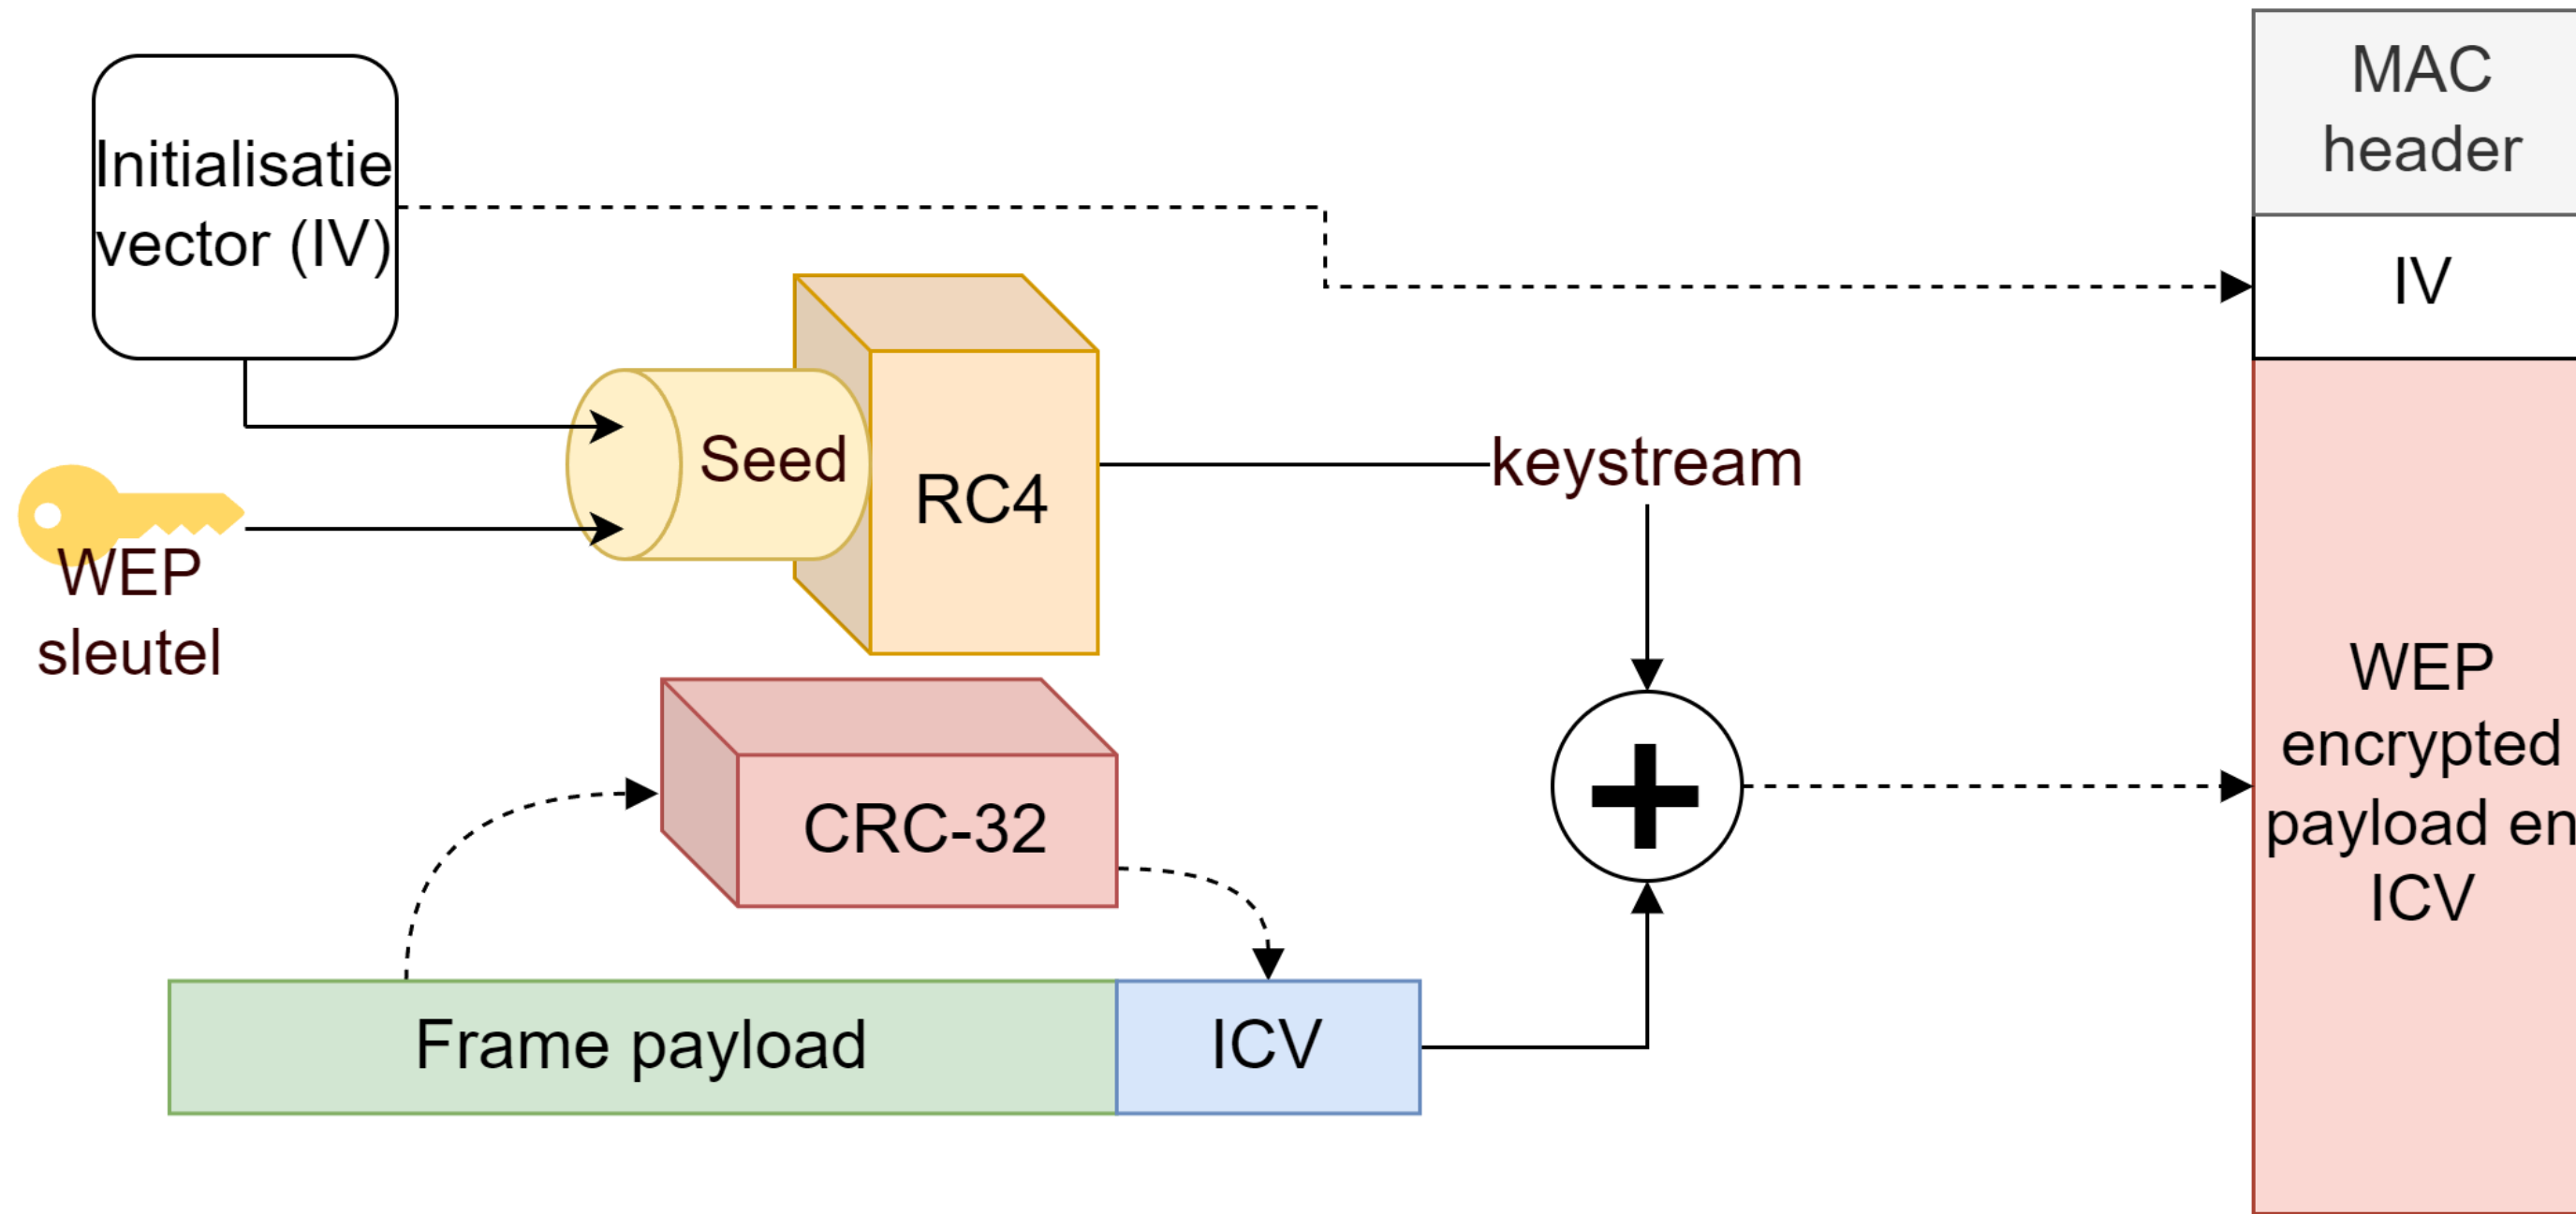 Initialisatie
vector (IV)
WEP
sleutel
Seed
RC4
keystream
CRC-32
Frame payload
ICV
MAC
header
IV
WEP
encrypted
payload en
ICV